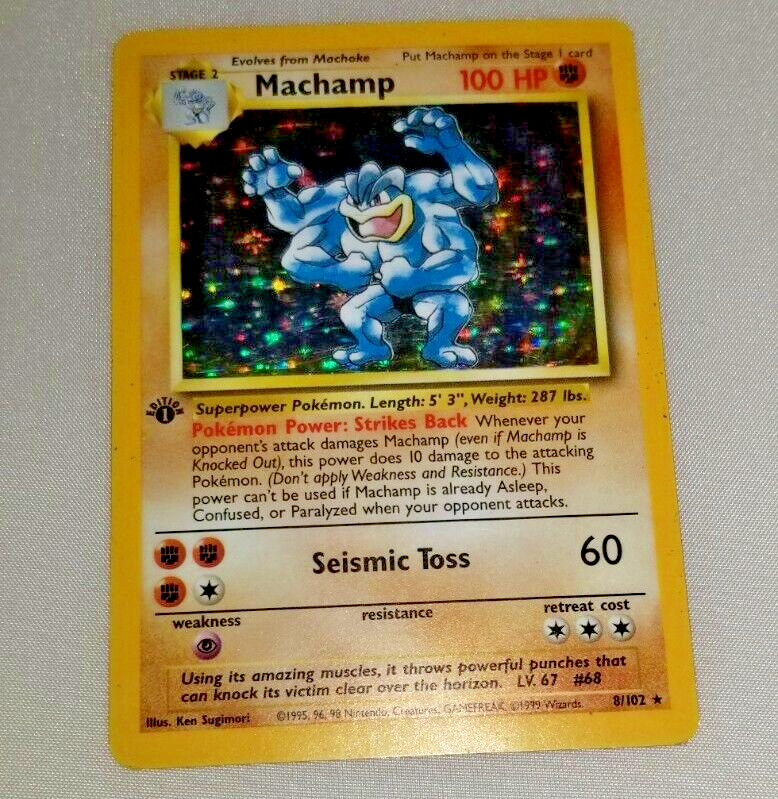 Evolves from Machoke Put Machamp on the Stage 1 card
STAGE 2
Machamp 100 HP
EDITION
1
Superpower Pokémon. Length: 5' 3", Weight: 287 lbs.
Pokémon Power: Strikes Back Whenever your
opponent's attack damages Machamp (even if Machamp is
Knocked Out), this power does 10 damage to the attacking
Pokémon. (Don't apply Weakness and Resistance.) This
power can't be used if Machamp is already Asleep,
Confused, or Paralyzed when your opponent attacks.
Seismic Toss 60
weakness resistance retreat cost
Using its amazing muscles, it throws powerful punches that
can knock its victim clear over the horizon. LV. 67 #68
Illus. Ken Sugimori ©1995, 96, 98 Nintendo, Creatures, GAMEFREAK. ©1999 Wizards. 8/102 ★